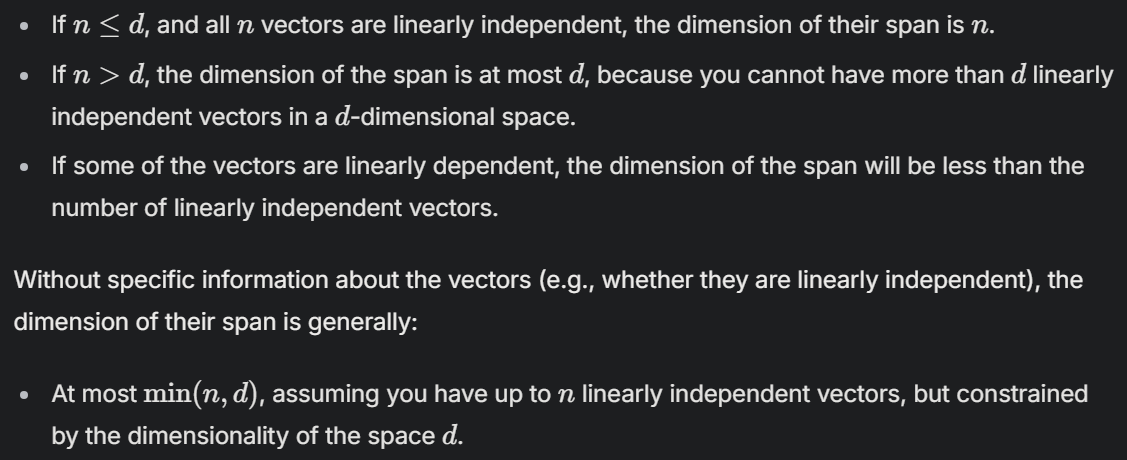 • If n ≤ d, and all n vectors are linearly independent, the dimension of their span is n.
• If n > d, the dimension of the span is at most d, because you cannot have more than d linearly
independent vectors in a d-dimensional space.
• If some of the vectors are linearly dependent, the dimension of the span will be less than the
number of linearly independent vectors.
Without specific information about the vectors (e.g., whether they are linearly independent), the
dimension of their span is generally:
• At most min(n, d), assuming you have up to n linearly independent vectors, but constrained
by the dimensionality of the space d.